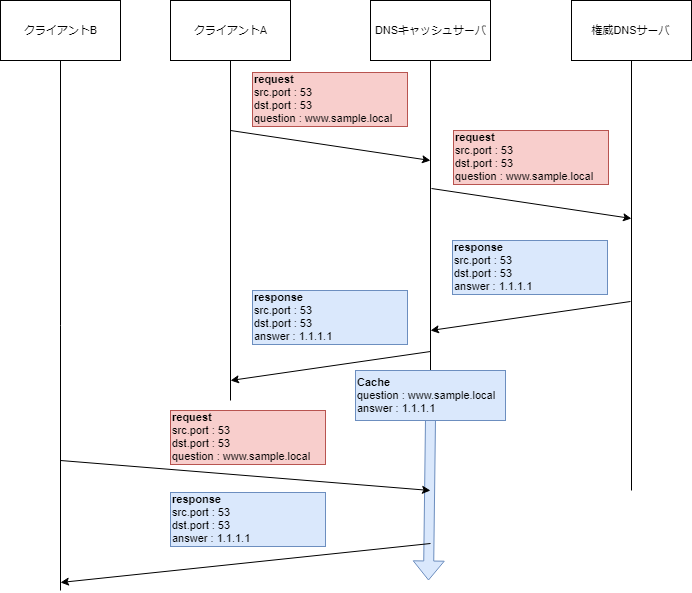 クライアントB
クライアントA
DNSキャッシュサーバ
権威DNSサーバ
request
src.port : 53
dst.port : 53
question : www.sample.local
request
src.port : 53
dst.port : 53
question : www.sample.local
response
src.port : 53
dst.port : 53
answer : 1.1.1.1
response
src.port : 53
dst.port : 53
answer : 1.1.1.1
Cache
question : www.sample.local
answer : 1.1.1.1
request
src.port : 53
dst.port : 53
question : www.sample.local
response
src.port : 53
dst.port : 53
answer : 1.1.1.1